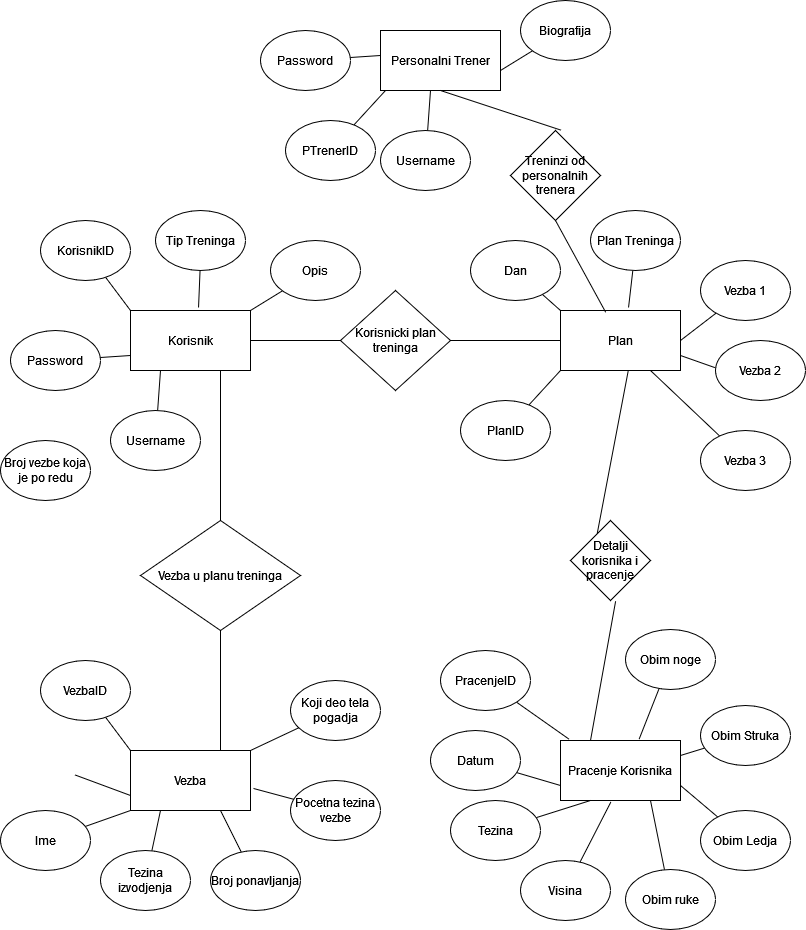 Biografija
Password
Personalni Trener
PTrenerID
Username
Treninzi od
personalnih
trenera
KorisnikID
Tip Treninga
Opis
Dan
Plan Treninga
Vezba 1
Korisnik
Korisnicki plan
treninga
Plan
Password
Vezba 2
Username
PlanID
Broj vezbe koja
je po redu
Vezba 3
Vezba u planu treninga
Detalji
korisnika i
pracenje
VezbaID
Koji deo tela
pogadja
PracenjeID
Obim noge
Obim Struka
Datum
Vezba
Pracenje Korisnika
Pocetna tezina
vezbe
Ime
Tezina
Obim Ledja
Tezina
izvodjenja
Broj ponavljanja
Visina
Obim ruke